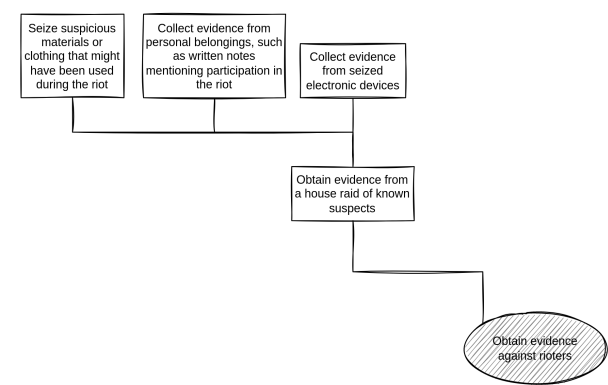 Seize suspicious
materials or
clothing that might
have been used
during the riot
Collect evidence from
personal belongings, such
as written notes
mentioning participation in
the riot
Collect evidence
from seized
electronic devices
Obtain evidence from
a house raid of known
suspects
Obtain evidence
against rioters